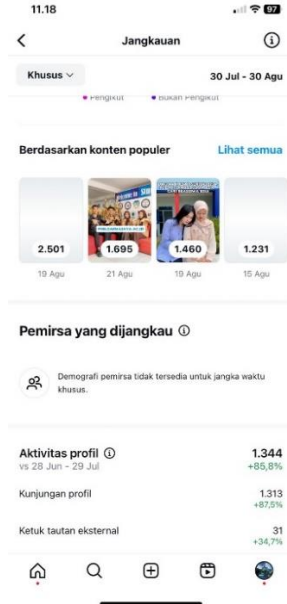 11.18
97
Jangkauan
Khusus
30 Jul - 30 Agu
Pengikut
Bukan Pengikut
Berdasarkan konten populer
Lihat semua
2.501
1.695
1.460
1.231
19 Agu
21 Agu
19 Agu
15 Agu
Pemirsa yang dijangkau
Demografi pemirsa tidak tersedia untuk jangka waktu
khusus.
Aktivitas profil
1.344
vs 28 Jun - 29 Jul
+85,8%
Kunjungan profil
1.313
+87,5%
Ketuk tautan eksternal
31
+34,7%